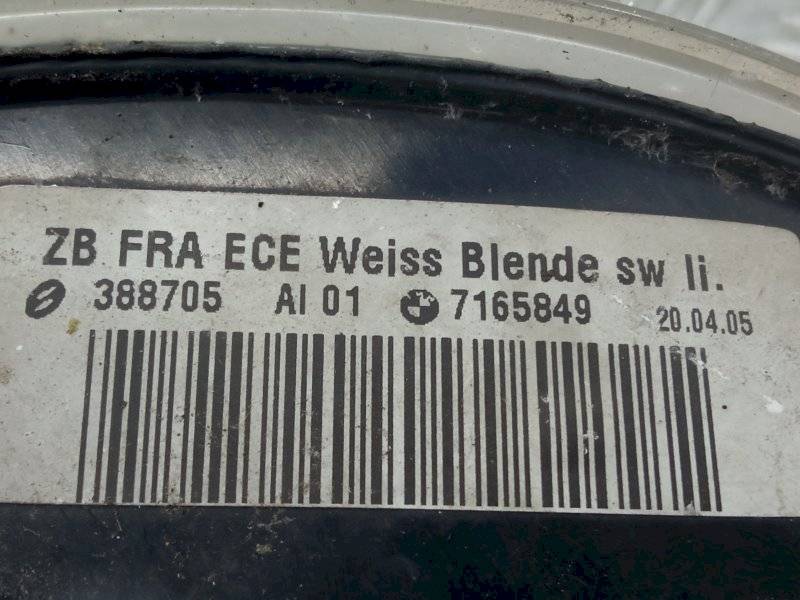 ZB FRA ECE Weiss Blende sw li.
388705 AI 01 7165849 20.04.05